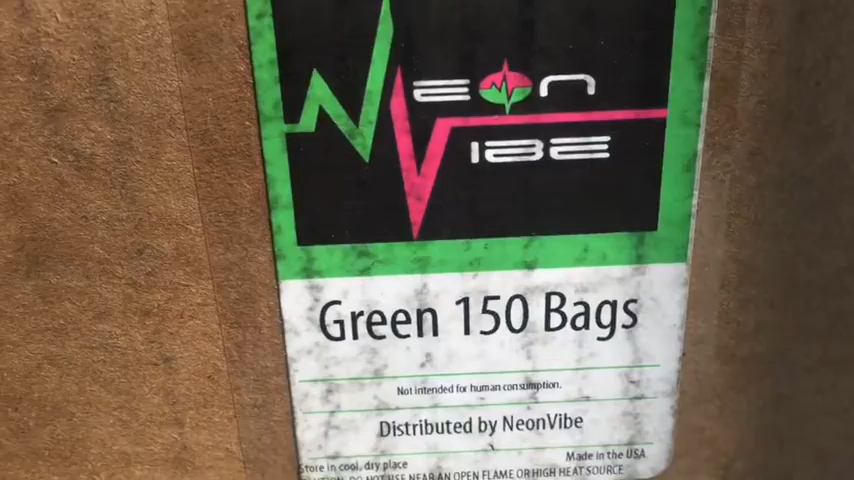 NEON
VIBE
Green 150 Bags
Not intended for human consumption.
Distributed by NeonVibe
Made in the USA
Store in cool, dry place
DO NOT USE NEAR AN OPEN FLAME OR HIGH HEAT SOURCE